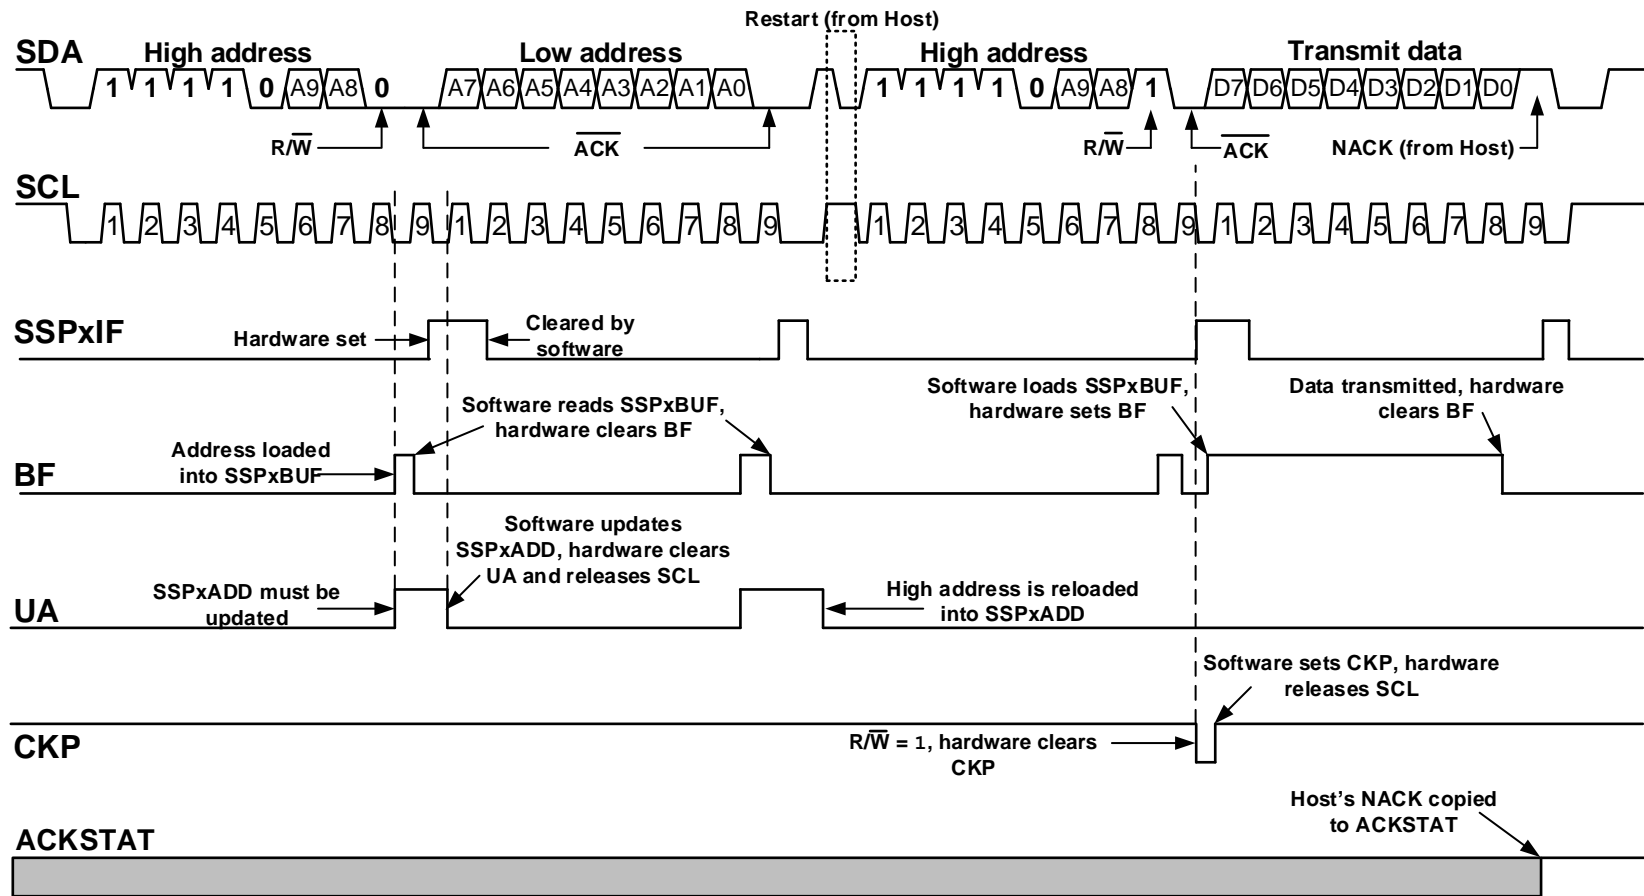 Restart (from Host)
SDA
High address
Low address
High address
Transmit data
1 1 1 1 0 A9 A8 0 A7 A6 A5 A4 A3 A2 A1 A0 1 1 1 1 0 A9 A8 1 D7 D6 D5 D4 D3 D2 D1 D0
R/W̅
A̅C̅K̅
R/W̅
A̅C̅K̅
NACK (from Host)
SCL
1 2 3 4 5 6 7 8 9 1 2 3 4 5 6 7 8 9 1 2 3 4 5 6 7 8 9 1 2 3 4 5 6 7 8 9
SSPxIF
Hardware set
Cleared by
software
BF
Address loaded
into SSPxBUF
Software reads SSPxBUF,
hardware clears BF
Software loads SSPxBUF,
hardware sets BF
Data transmitted, hardware
clears BF
UA
SSPxADD must be
updated
Software updates
SSPxADD, hardware clears
UA and releases SCL
High address is reloaded
into SSPxADD
Software sets CKP, hardware
releases SCL
CKP
R/W̅ = 1, hardware clears
CKP
Host's NACK copied
to ACKSTAT
ACKSTAT